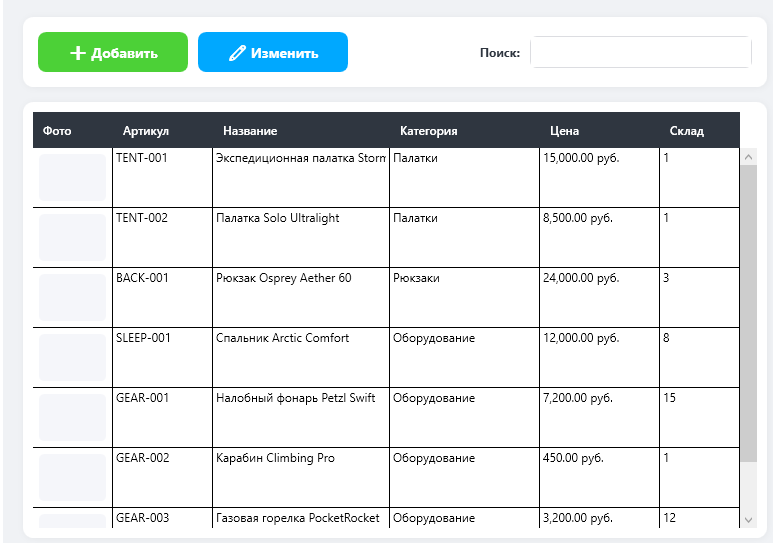 Добавить Изменить Поиск:
Фото Артикул Название Категория Цена Склад
TENT-001 Экспедиционная палатка Storm Палатки 15,000.00 руб. 1
TENT-002 Палатка Solo Ultralight Палатки 8,500.00 руб. 1
BACK-001 Рюкзак Osprey Aether 60 Рюкзаки 24,000.00 руб. 3
SLEEP-001 Спальник Arctic Comfort Оборудование 12,000.00 руб. 8
GEAR-001 Налобный фонарь Petzl Swift Оборудование 7,200.00 руб. 15
GEAR-002 Карабин Climbing Pro Оборудование 450.00 руб. 1
GEAR-003 Газовая горелка PocketRocket Оборудование 3,200.00 руб. 12